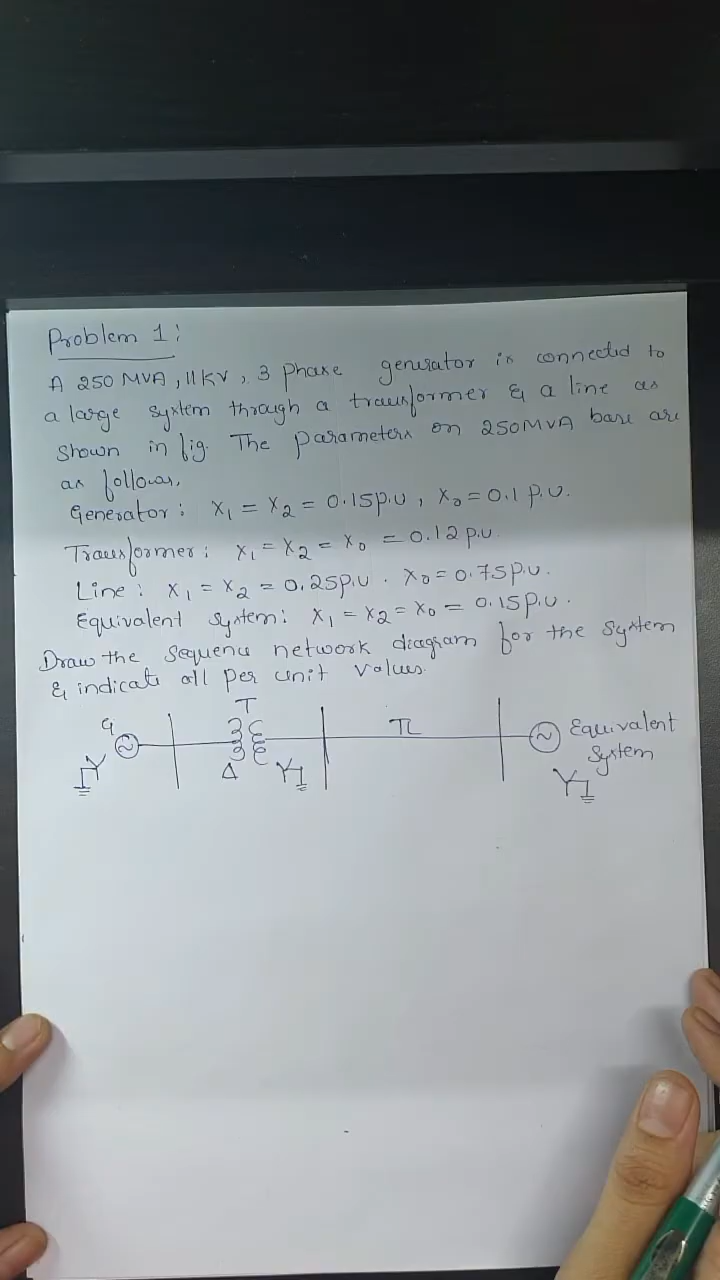 Problem 1:
A 250 MVA, 11KV, 3 phase generator is connected to
a large system through a transformer & a line as
shown in fig. The parameters on 250MVA base are
as follows.
Generator: X₁ = X₂ = 0.15p.u, X₀ = 0.1 p.u.
Transformer: X₁ = X₂ = X₀ = 0.12 p.u.
Line: X₁ = X₂ = 0.25p.u. X₀ = 0.75p.u.
Equivalent system: X₁ = X₂ = X₀ = 0.15p.u.
Draw the sequence network diagram for the system
& indicate all per unit values.
G T TL Equivalent
System
Δ